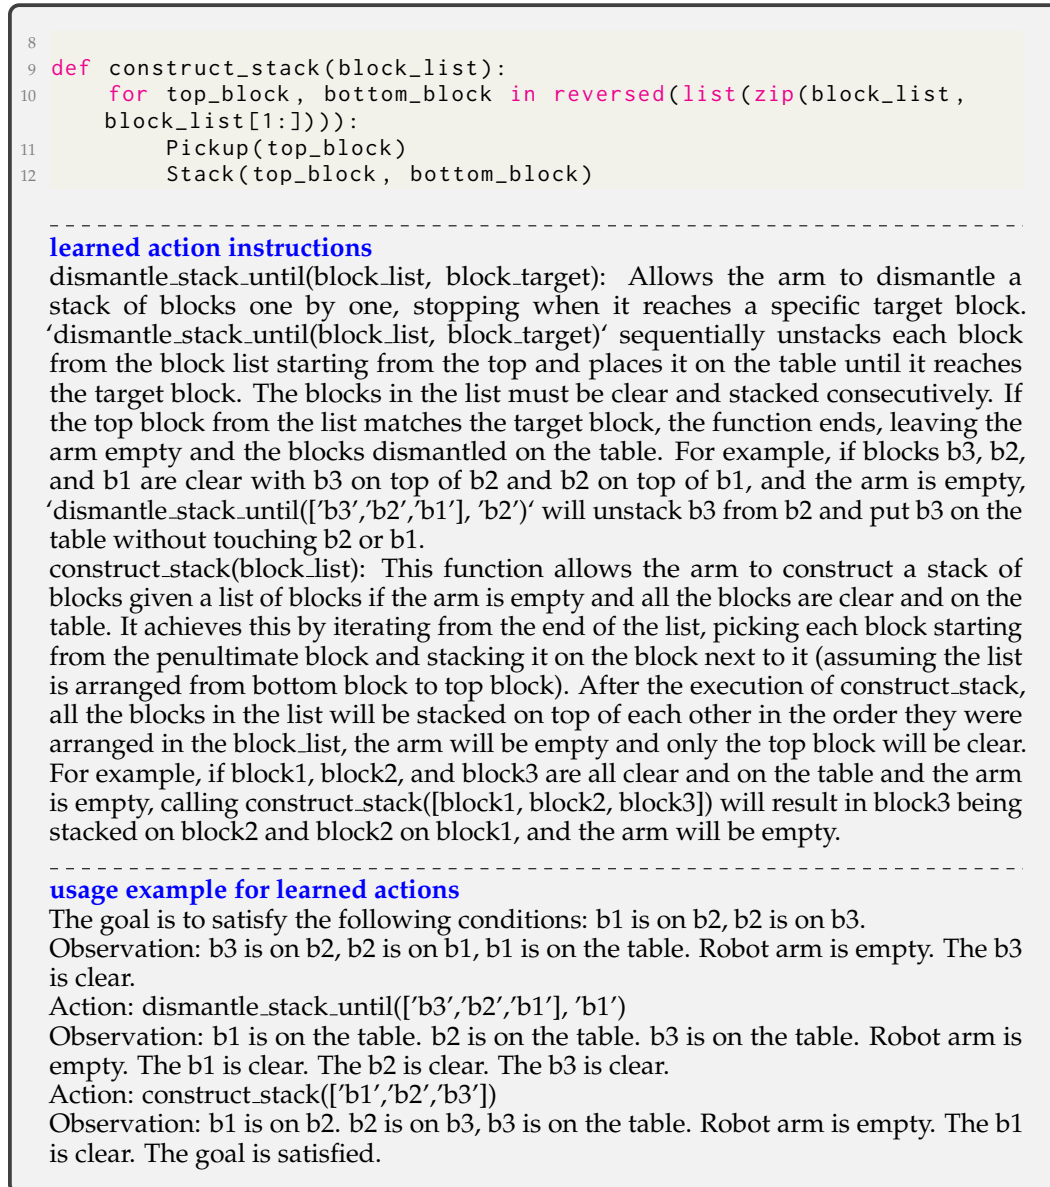 8
9 def construct_stack(block_list):
10 for top_block, bottom_block in reversed(list(zip(block_list,
block_list[1:]))):
11 Pickup(top_block)
12 Stack(top_block, bottom_block)
learned action instructions
dismantle_stack_until(block_list, block_target): Allows the arm to dismantle a
stack of blocks one by one, stopping when it reaches a specific target block.
‘dismantle_stack_until(block_list, block_target)‘ sequentially unstacks each block
from the block list starting from the top and places it on the table until it reaches
the target block. The blocks in the list must be clear and stacked consecutively. If
the top block from the list matches the target block, the function ends, leaving the
arm empty and the blocks dismantled on the table. For example, if blocks b3, b2,
and b1 are clear with b3 on top of b2 and b2 on top of b1, and the arm is empty,
‘dismantle_stack_until(['b3','b2','b1'], 'b2')‘ will unstack b3 from b2 and put b3 on the
table without touching b2 or b1.
construct_stack(block_list): This function allows the arm to construct a stack of
blocks given a list of blocks if the arm is empty and all the blocks are clear and on the
table. It achieves this by iterating from the end of the list, picking each block starting
from the penultimate block and stacking it on the block next to it (assuming the list
is arranged from bottom block to top block). After the execution of construct_stack,
all the blocks in the list will be stacked on top of each other in the order they were
arranged in the block_list, the arm will be empty and only the top block will be clear.
For example, if block1, block2, and block3 are all clear and on the table and the arm
is empty, calling construct_stack([block1, block2, block3]) will result in block3 being
stacked on block2 and block2 on block1, and the arm will be empty.
usage example for learned actions
The goal is to satisfy the following conditions: b1 is on b2, b2 is on b3.
Observation: b3 is on b2, b2 is on b1, b1 is on the table. Robot arm is empty. The b3
is clear.
Action: dismantle_stack_until(['b3','b2','b1'], 'b1')
Observation: b1 is on the table. b2 is on the table. b3 is on the table. Robot arm is
empty. The b1 is clear. The b2 is clear. The b3 is clear.
Action: construct_stack(['b1','b2','b3'])
Observation: b1 is on b2. b2 is on b3, b3 is on the table. Robot arm is empty. The b1
is clear. The goal is satisfied.